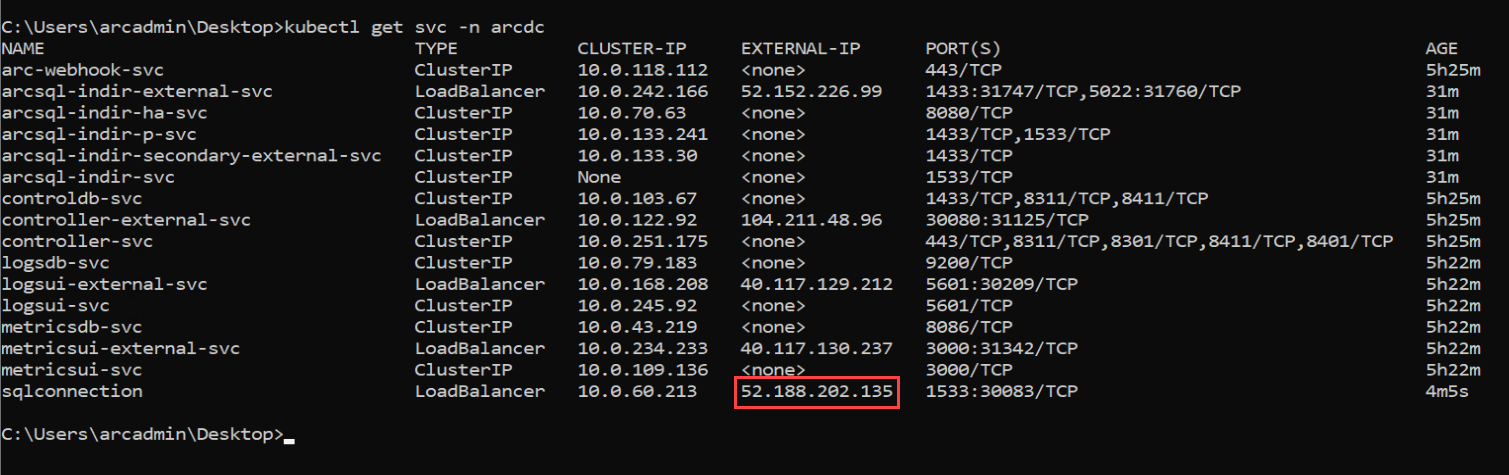 C:\Users\arcadmin\Desktop>kubectl get svc -n arcdc
NAME TYPE CLUSTER-IP EXTERNAL-IP PORT(S) AGE
arc-webhook-svc ClusterIP 10.0.118.112 <none> 443/TCP 5h25m
arcsql-indir-external-svc LoadBalancer 10.0.242.166 52.152.226.99 1433:31747/TCP,5022:31760/TCP 31m
arcsql-indir-ha-svc ClusterIP 10.0.70.63 <none> 8080/TCP 31m
arcsql-indir-p-svc ClusterIP 10.0.133.241 <none> 1433/TCP,1533/TCP 31m
arcsql-indir-secondary-external-svc ClusterIP 10.0.133.30 <none> 1433/TCP 31m
arcsql-indir-svc ClusterIP None <none> 1533/TCP 31m
controldb-svc ClusterIP 10.0.103.67 <none> 1433/TCP,8311/TCP,8411/TCP 5h25m
controller-external-svc LoadBalancer 10.0.122.92 104.211.48.96 30080:31125/TCP 5h25m
controller-svc ClusterIP 10.0.251.175 <none> 443/TCP,8311/TCP,8301/TCP,8411/TCP,8401/TCP 5h25m
logsdb-svc ClusterIP 10.0.79.183 <none> 9200/TCP 5h22m
logsui-external-svc LoadBalancer 10.0.168.208 40.117.129.212 5601:30209/TCP 5h22m
logsui-svc ClusterIP 10.0.245.92 <none> 5601/TCP 5h22m
metricsdb-svc ClusterIP 10.0.43.219 <none> 8086/TCP 5h22m
metricsui-external-svc LoadBalancer 10.0.234.233 40.117.130.237 3000:31342/TCP 5h22m
metricsui-svc ClusterIP 10.0.109.136 <none> 3000/TCP 5h22m
sqlconnection LoadBalancer 10.0.60.213 52.188.202.135 1533:30083/TCP 4m5s
C:\Users\arcadmin\Desktop>